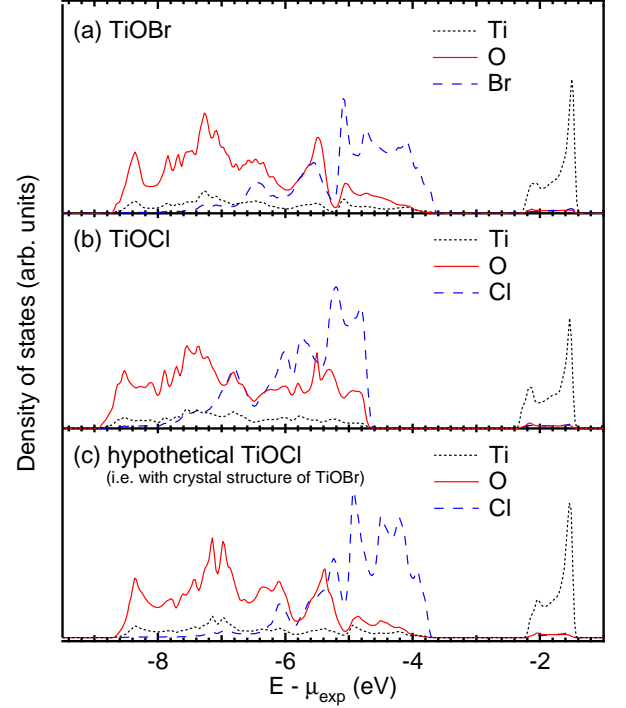 (a) TiOBr
Ti
O
Br
(b) TiOCl
Ti
O
Cl
(c) hypothetical TiOCl
(i.e. with crystal structure of TiOBr)
Ti
O
Cl
Density of states (arb. units)
-8 -6 -4 -2
E - μexp (eV)